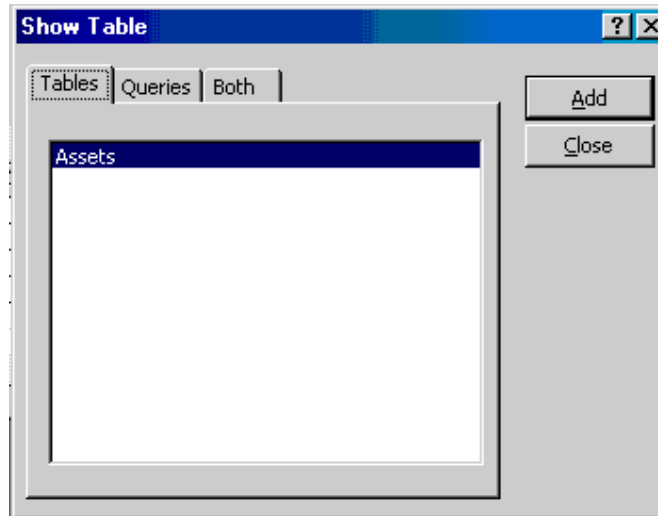 Show Table
Tables Queries Both
Add
Close
Assets